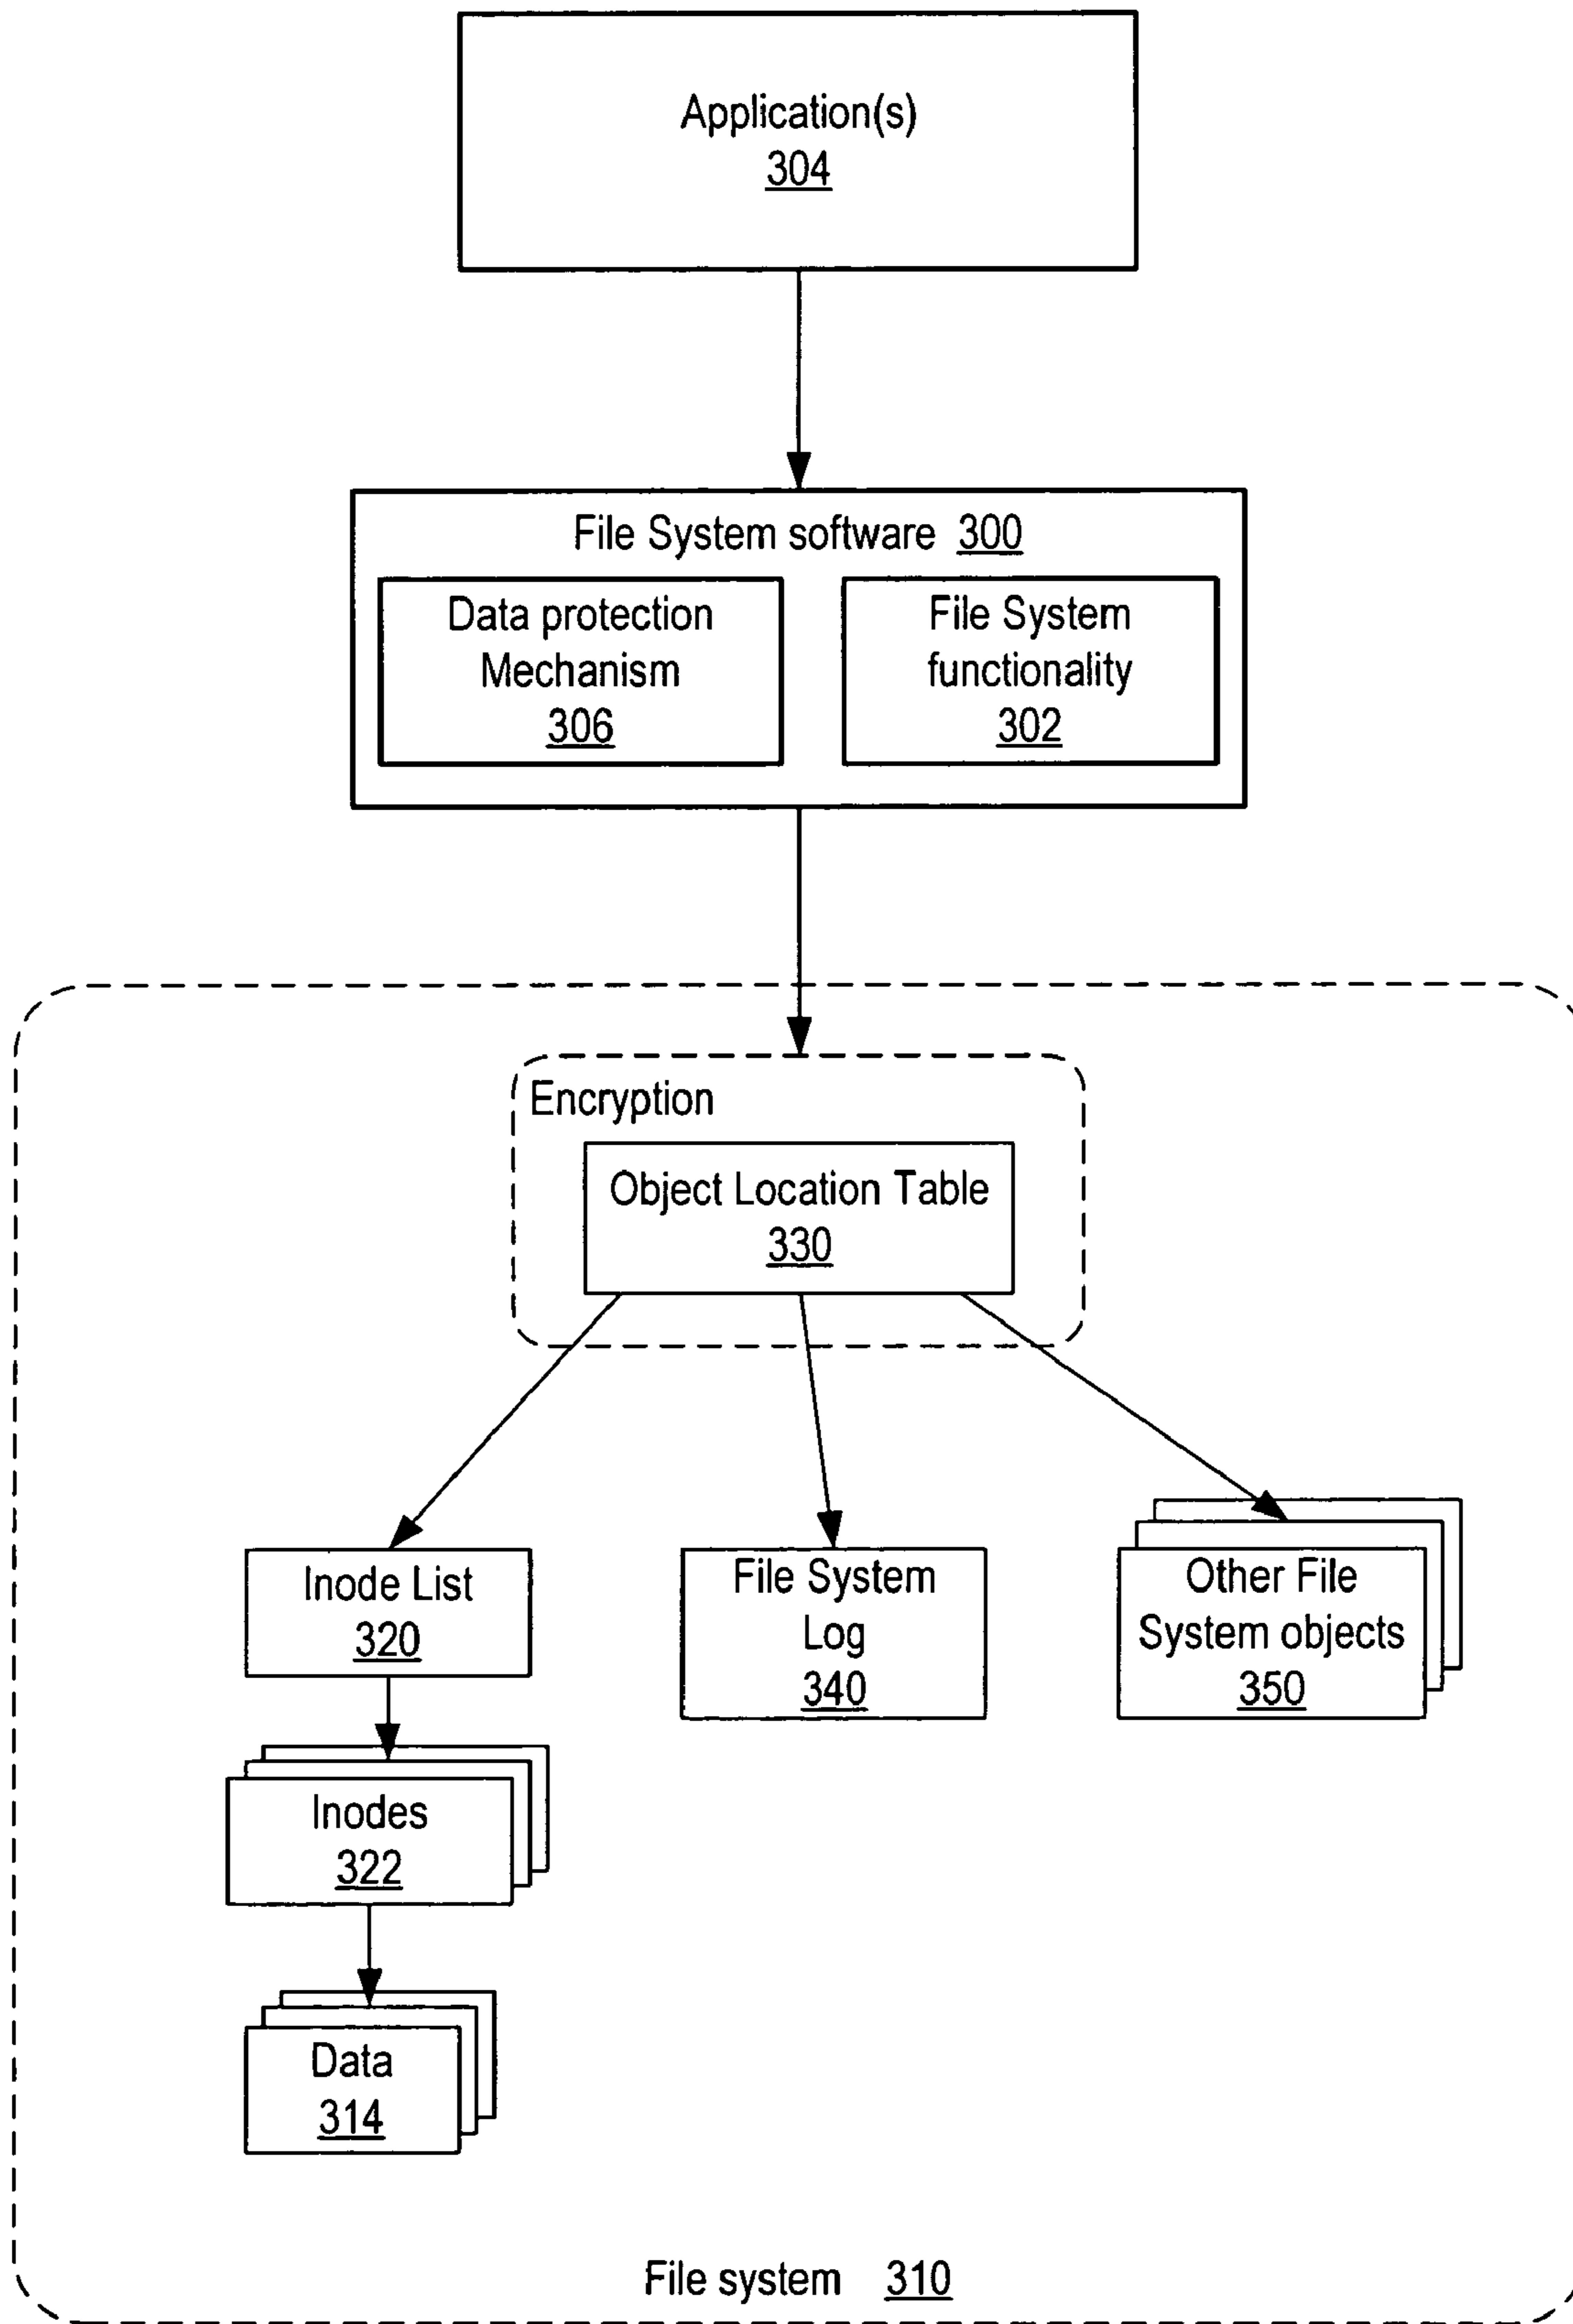 Application(s)
304
File System software 300
Data protection
Mechanism
306
File System
functionality
302
Encryption
Object Location Table
330
Inode List
320
File System
Log
340
Other File
System objects
350
Inodes
322
Data
314
File system 310